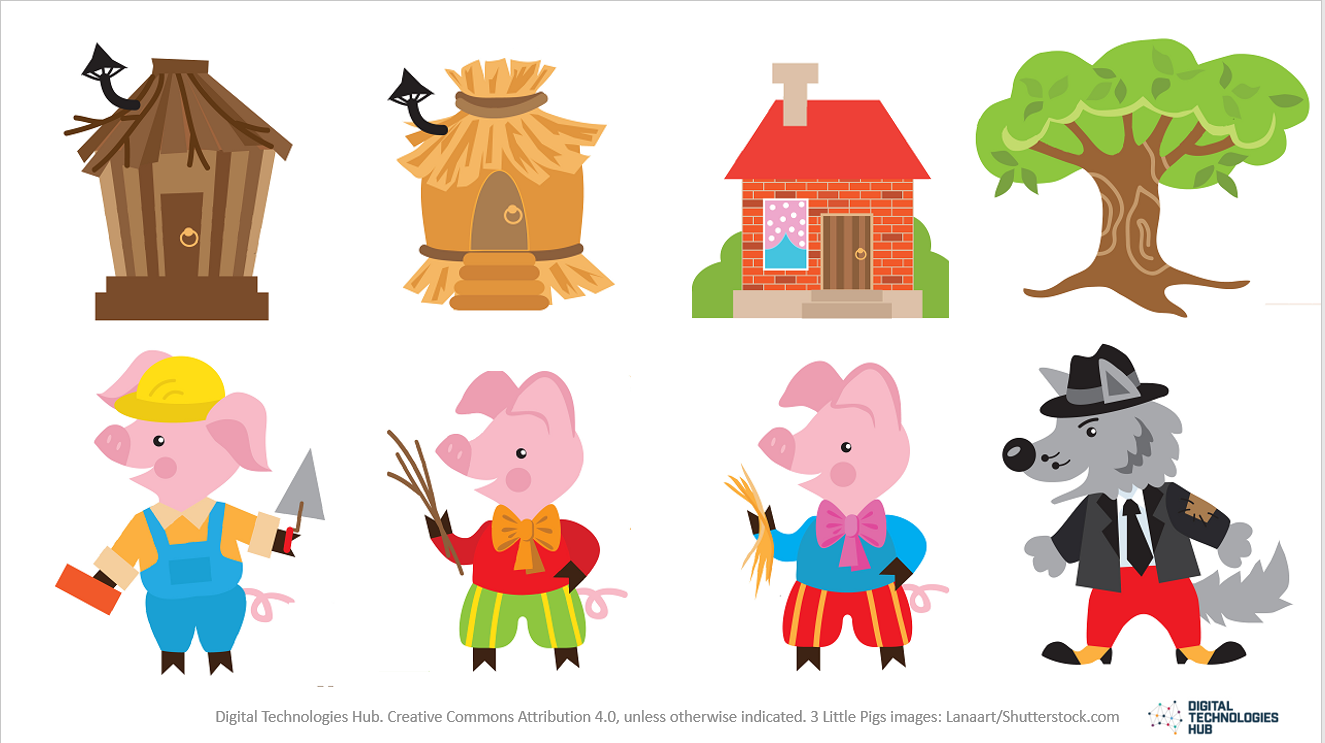 Digital Technologies Hub. Creative Commons Attribution 4.0, unless otherwise indicated. 3 Little Pigs images: Lanaart/Shutterstock.com
DIGITAL
TECHNOLOGIES
HUB